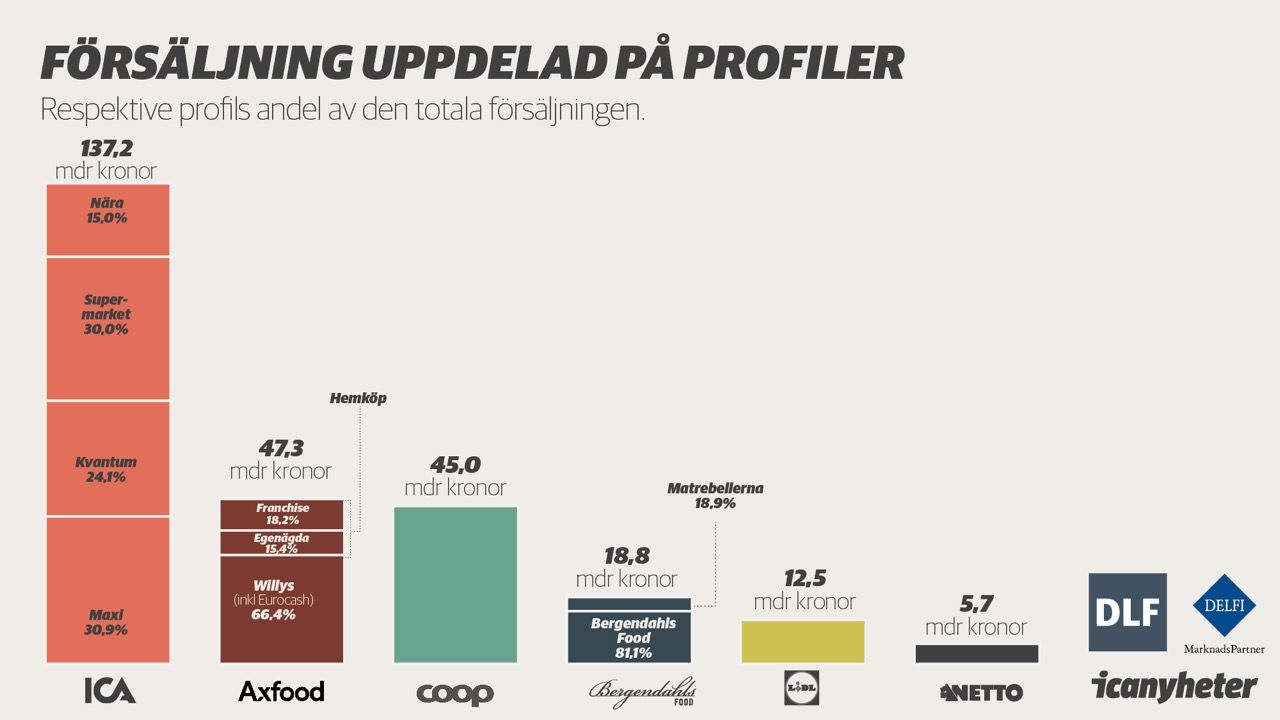 FÖRSÄLJNING UPPDELAD PÅ PROFILER
Respektive profils andel av den totala försäljningen.
137,2
mdr kronor
Nära
15,0%
Super-
market
30,0%
Kvantum
24,1%
Maxi
30,9%
ICA
Hemköp
47,3
mdr kronor
Franchise
18,2%
Egenägda
15,4%
Willys
(inkl Eurocash)
66,4%
Axfood
45,0
mdr kronor
coop
Matrebellerna
18,9%
18,8
mdr kronor
Bergendahls
Food
81,1%
Bergendahls
FOOD
12,5
mdr kronor
LIDL
5,7
mdr kronor
NETTO
DLF
DELFI
MarknadsPartner
icanyheter